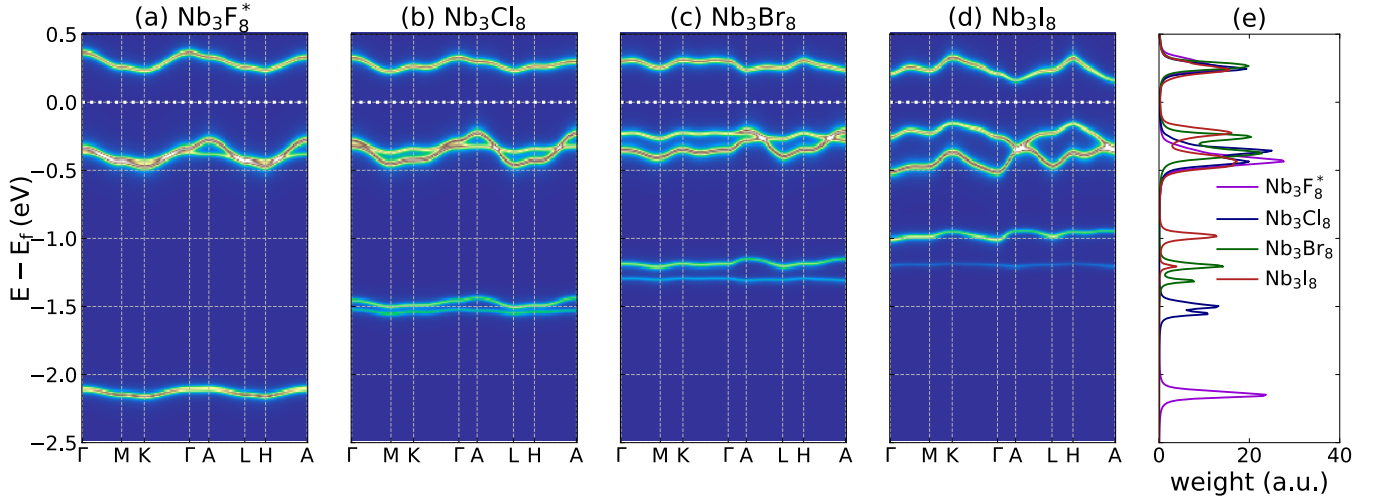 (a) Nb₃F₈* (b) Nb₃Cl₈ (c) Nb₃Br₈ (d) Nb₃I₈ (e)
0.5
0.0
−0.5
−1.0
−1.5
−2.0
−2.5
E − E_f (eV)
Γ M K Γ A L H A
Γ M K Γ A L H A
Γ M K Γ A L H A
Γ M K Γ A L H A
Nb₃F₈*
Nb₃Cl₈
Nb₃Br₈
Nb₃I₈
0 20 40
weight (a.u.)